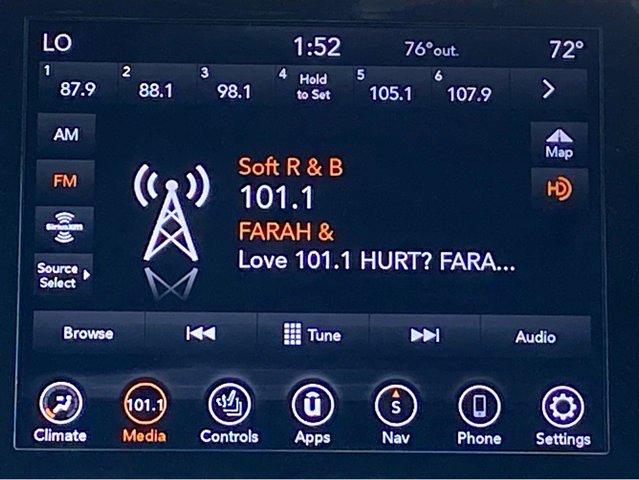 LO 1:52 76°out. 72°
1 87.9 2 88.1 3 98.1 4 Hold to Set 5 105.1 6 107.9
AM
Map
FM
HD
SiriusXM
Source
Select
Soft R & B
101.1
FARAH &
Love 101.1 HURT? FARA...
Browse Tune Audio
101.1 ū S
Climate Media Controls Apps Nav Phone Settings